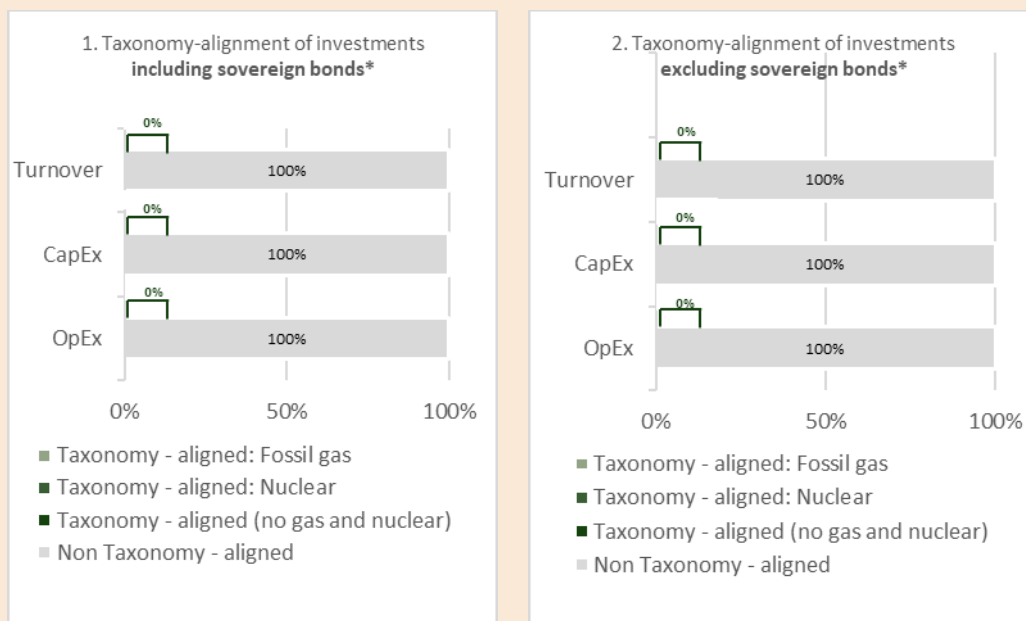 1. Taxonomy-alignment of investments
including sovereign bonds*
0%
Turnover
100%
0%
CapEx
100%
0%
OpEx
100%
0%
50%
100%
Taxonomy - aligned: Fossil gas
Taxonomy - aligned: Nuclear
Taxonomy - aligned (no gas and nuclear)
Non Taxonomy - aligned
2. Taxonomy-alignment of investments
excluding sovereign bonds*
0%
Turnover
100%
0%
CapEx
100%
0%
OpEx
100%
0%
50%
100%
Taxonomy - aligned: Fossil gas
Taxonomy - aligned: Nuclear
Taxonomy - aligned (no gas and nuclear)
Non Taxonomy - aligned